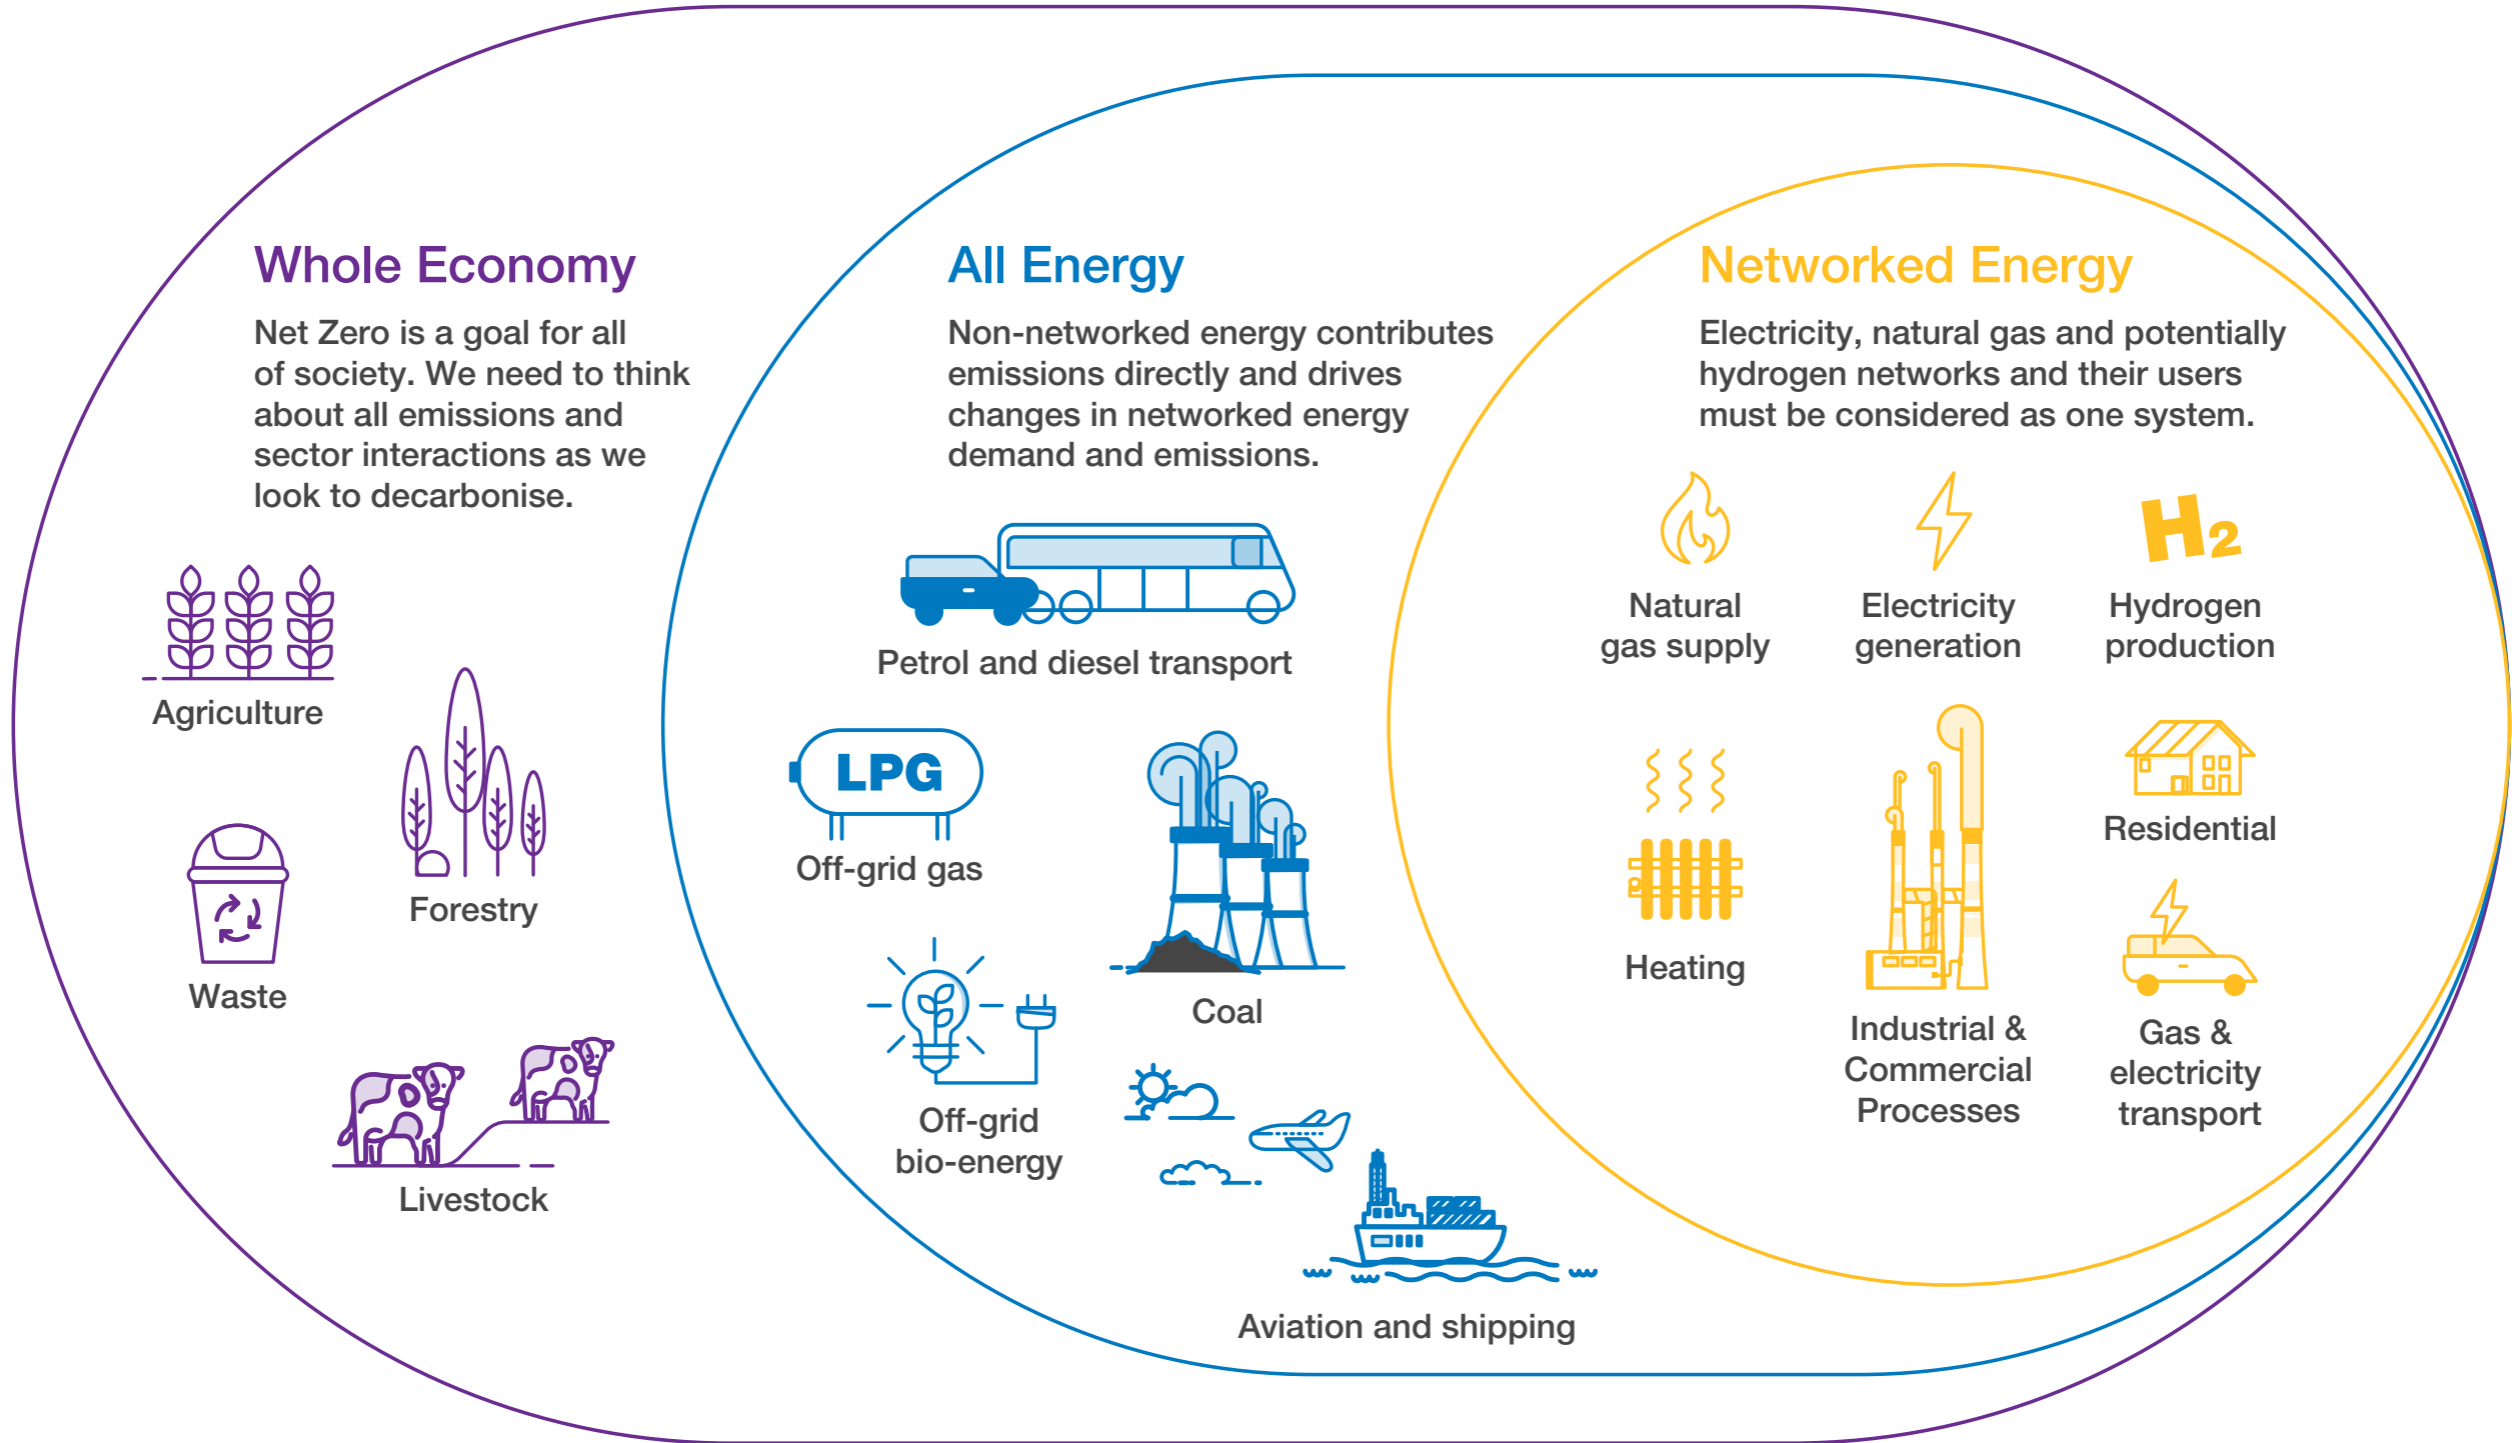 Whole Economy
Net Zero is a goal for all
of society. We need to think
about all emissions and
sector interactions as we
look to decarbonise.
Agriculture
Forestry
Waste
Livestock
All Energy
Non-networked energy contributes
emissions directly and drives
changes in networked energy
demand and emissions.
Petrol and diesel transport
LPG
Off-grid gas
Coal
Off-grid
bio-energy
Aviation and shipping
Networked Energy
Electricity, natural gas and potentially
hydrogen networks and their users
must be considered as one system.
Natural
gas supply
Electricity
generation
H2
Hydrogen
production
Heating
Industrial &
Commercial
Processes
Residential
Gas &
electricity
transport